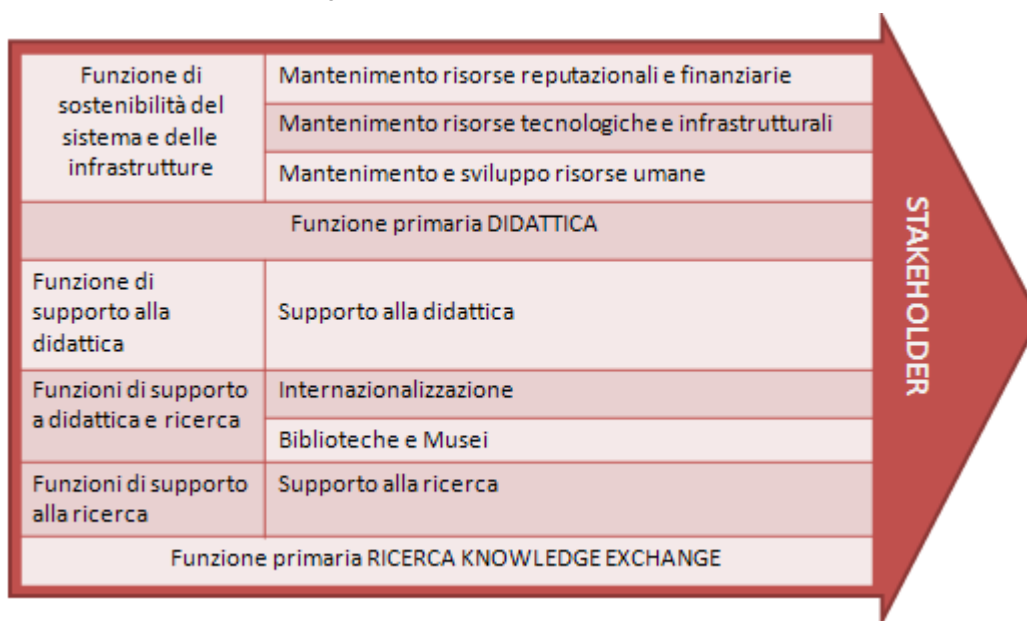 Funzione di
sostenibilità del
sistema e delle
infrastrutture
Mantenimento risorse reputazionali e finanziarie
Mantenimento risorse tecnologiche e infrastrutturali
Mantenimento e sviluppo risorse umane
Funzione primaria DIDATTICA
Funzione di
supporto alla
didattica
Supporto alla didattica
Funzioni di supporto
a didattica e ricerca
Internazionalizzazione
Biblioteche e Musei
Funzioni di supporto
alla ricerca
Supporto alla ricerca
Funzione primaria RICERCA KNOWLEDGE EXCHANGE
STAKEHOLDER